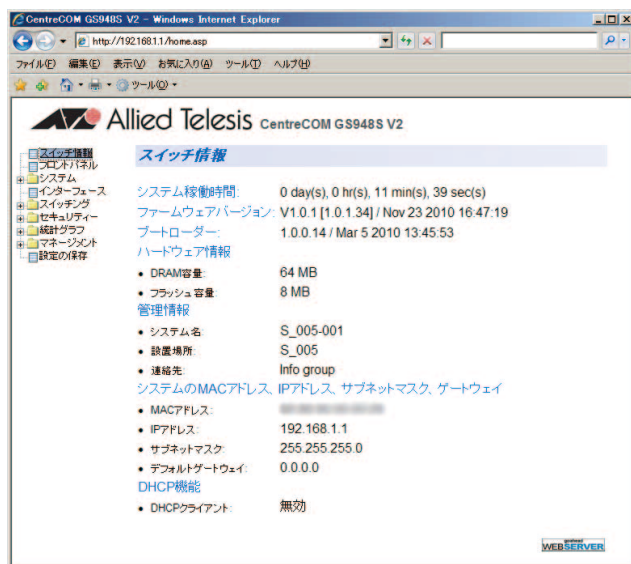 CentreCOM GS948S V2 - Windows Internet Explorer
http://192.168.1.1/home.asp
ファイル(F) 編集(E) 表示(V) お気に入り(A) ツール(T) ヘルプ(H)
ツール(O)
Allied Telesis CentreCOM GS948S V2
スイッチ情報
フロントパネル
システム
インターフェース
スイッチング
セキュリティー
統計グラフ
マネージメント
設定の保存
スイッチ情報
システム稼働時間: 0 day(s), 0 hr(s), 11 min(s), 39 sec(s)
ファームウェアバージョン: V1.0.1 [1.0.1.34] / Nov 23 2010 16:47:19
ブートローダー: 1.0.0.14 / Mar 5 2010 13:45:53
ハードウェア情報
• DRAM容量: 64 MB
• フラッシュ容量: 8 MB
管理情報
• システム名: S_005-001
• 設置場所: S_005
• 連絡先: Info group
システムのMACアドレス、IPアドレス、サブネットマスク、ゲートウェイ
• MACアドレス:
• IPアドレス: 192.168.1.1
• サブネットマスク: 255.255.255.0
• デフォルトゲートウェイ: 0.0.0.0
DHCP機能
• DHCPクライアント: 無効
WEBSERVER